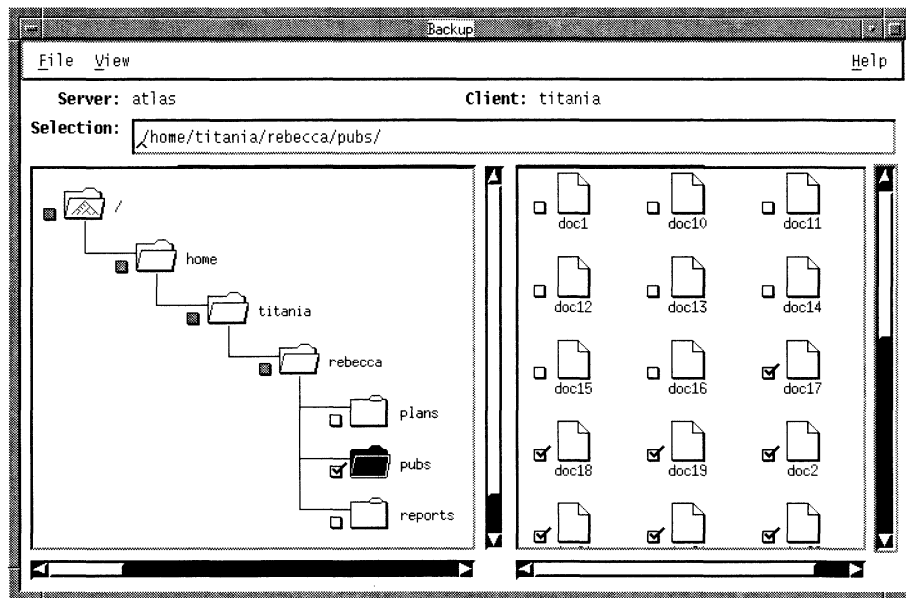 Backup
File View Help
Server: atlas Client: titania
Selection: /home/titania/rebecca/pubs/
/
home
titania
rebecca
plans
pubs
reports
doc1 doc10 doc11
doc12 doc13 doc14
doc15 doc16 doc17
doc18 doc19 doc2